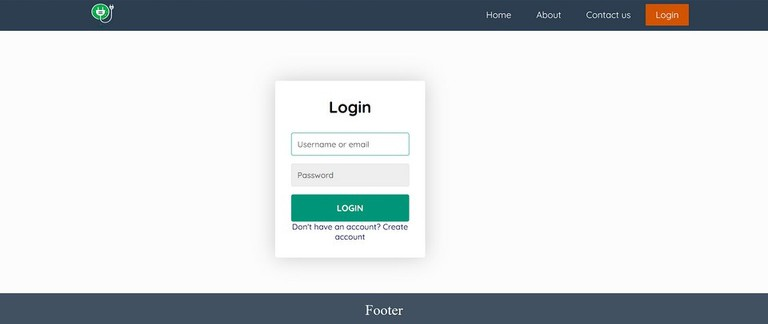 Home About Contact us Login
Login
Username or email
Password
LOGIN
Don't have an account? Create
account
Footer